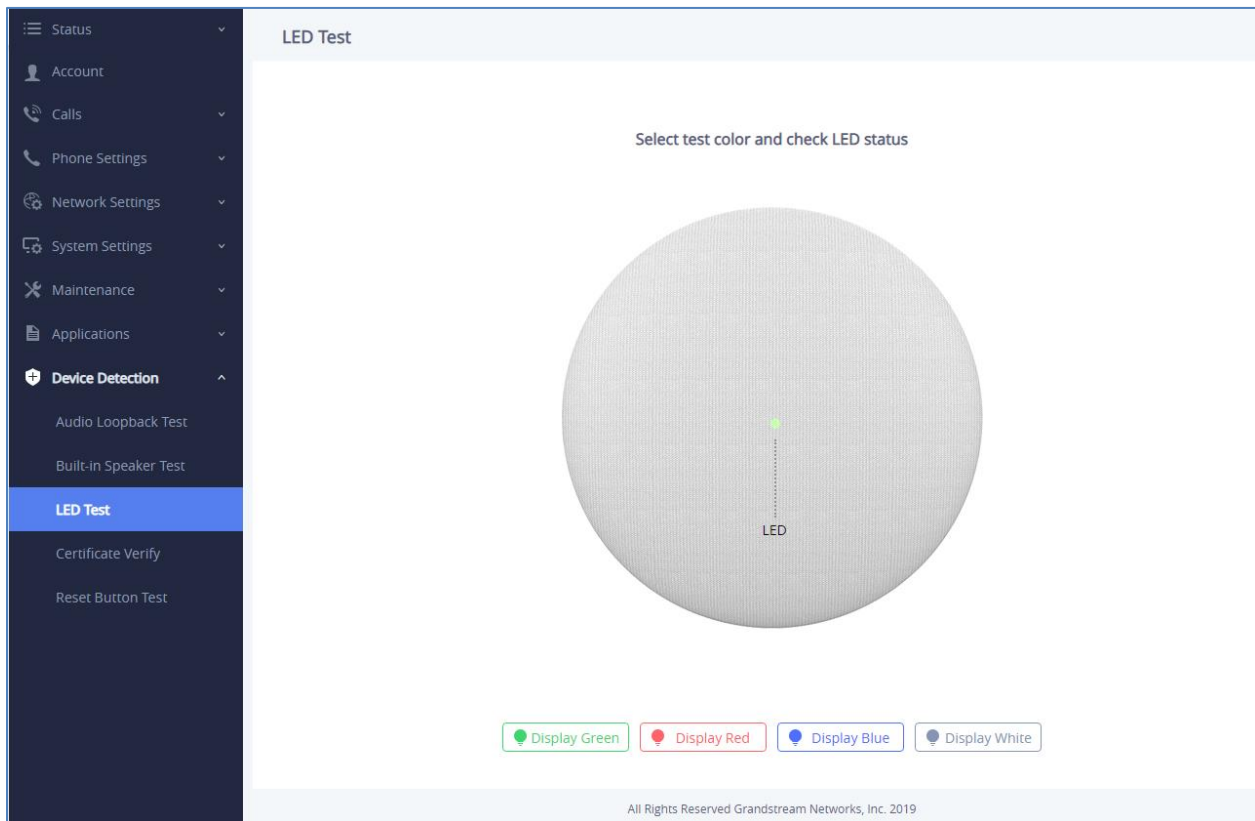 Status
Account
Calls
Phone Settings
Network Settings
System Settings
Maintenance
Applications
Device Detection
Audio Loopback Test
Built-in Speaker Test
LED Test
Certificate Verify
Reset Button Test
LED Test
Select test color and check LED status
LED
Display Green
Display Red
Display Blue
Display White
All Rights Reserved Grandstream Networks, Inc. 2019